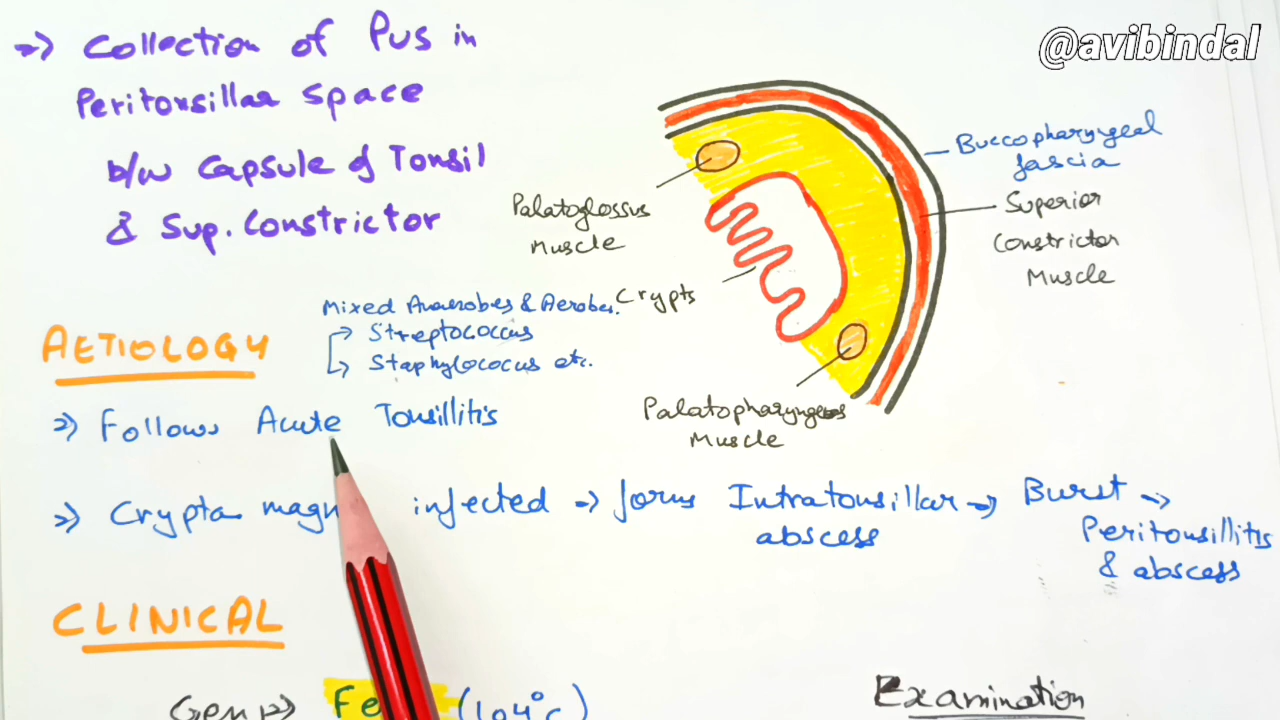 @avibindal
=> Collection of Pus in
Peritonsillar space
b/w Capsule of Tonsil
& Sup. Constrictor
Buccopharyngeal
fascia
Superior
Constrictor
Muscle
Palatoglossus
Muscle
Crypts
Palatopharyngeus
Muscle
AETIOLOGY
Mixed Anaerobes & Aerobes.
Streptococcus
Staphylococcus etc.
=> Follows Acute Tonsillitis
=> Crypta infected -> forms Intratonsillar -> Burst ->
abscess
Peritonsillitis
& abscess
CLINICAL
(104°c)
Examination